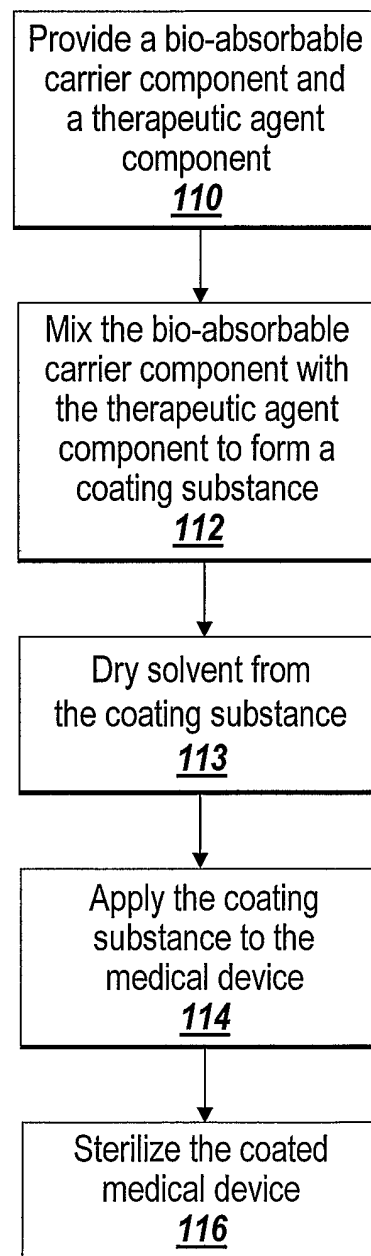 Provide a bio-absorbable
carrier component and
a therapeutic agent
component
110
Mix the bio-absorbable
carrier component with
the therapeutic agent
component to form a
coating substance
112
Dry solvent from
the coating substance
113
Apply the coating
substance to the
medical device
114
Sterilize the coated
medical device
116